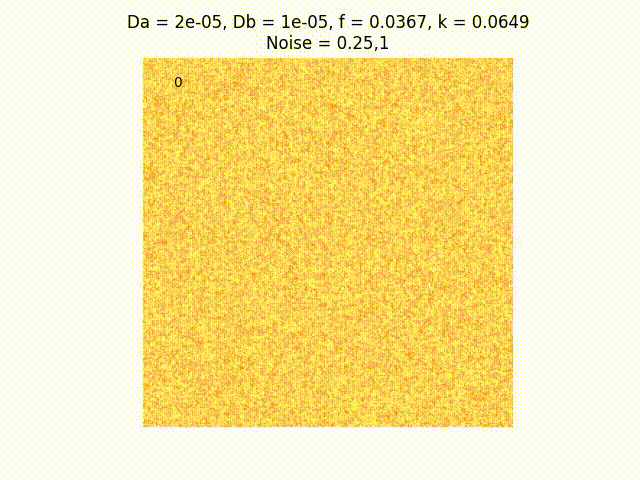 Da = 2e-05, Db = 1e-05, f = 0.0367, k = 0.0649
Noise = 0.25,1
0